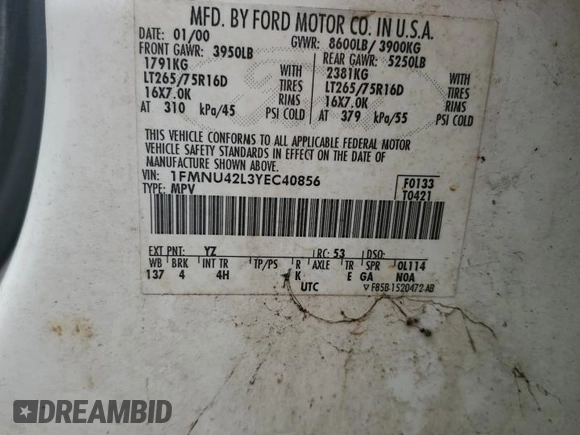 MFD. BY FORD MOTOR CO. IN U.S.A.
DATE: 01/00 GVWR: 8600LB/ 3900KG
FRONT GAWR: 3950LB REAR GAWR: 5250LB
1791KG WITH 2381KG WITH
LT265/75R16D TIRES LT265/75R16D TIRES
16X7.0K RIMS 16X7.0K RIMS
AT 310 kPa/45 PSI COLD AT 379 kPa/55 PSI COLD
THIS VEHICLE CONFORMS TO ALL APPLICABLE FEDERAL MOTOR
VEHICLE SAFETY STANDARDS IN EFFECT ON THE DATE OF
MANUFACTURE SHOWN ABOVE.
VIN: 1FMNU42L3YEC40856 F0133
TYPE: MPV T0421
EXT PNT: YZ RC: 53 DSO:
WB BRK INT TR TP/PS R AXLE TR SPR OL114
137 4 4H K E GA N0A
UTC ▽ F85B-1520472-AB
DREAMBID